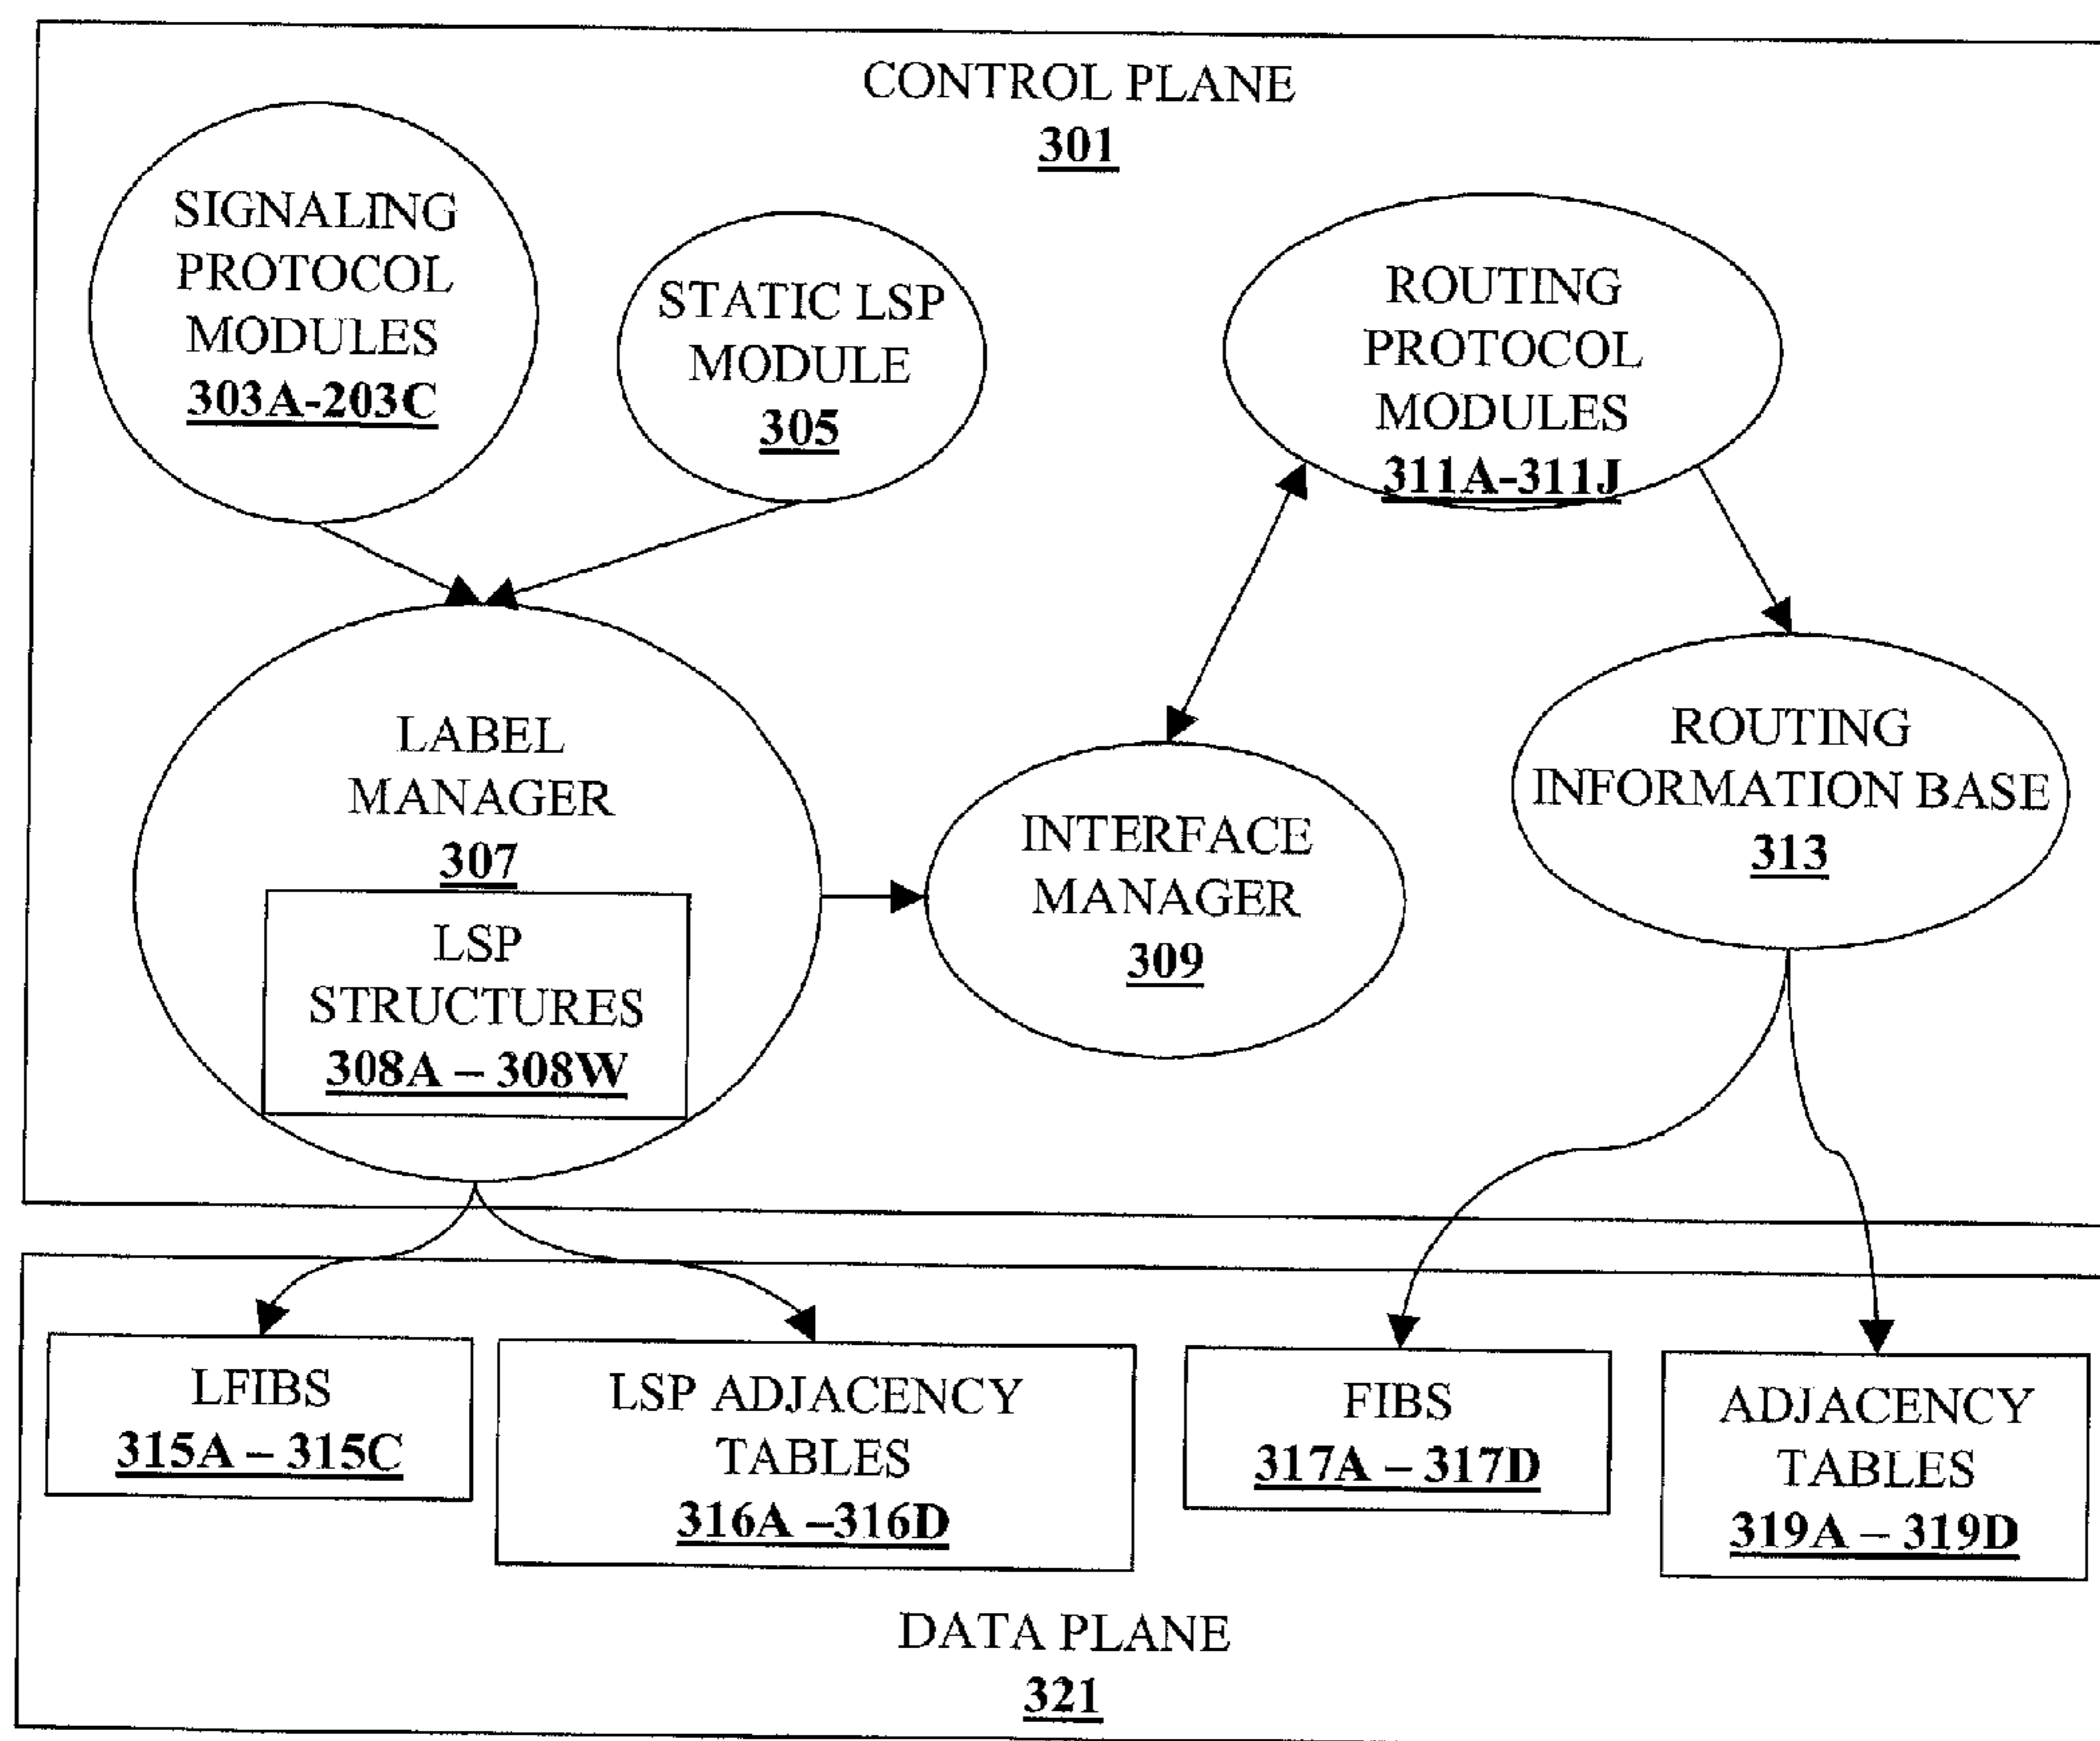 CONTROL PLANE
301
SIGNALING
PROTOCOL
MODULES
303A-203C
STATIC LSP
MODULE
305
ROUTING
PROTOCOL
MODULES
311A-311J
LABEL
MANAGER
307
LSP
STRUCTURES
308A – 308W
INTERFACE
MANAGER
309
ROUTING
INFORMATION BASE
313
LFIBS
315A – 315C
LSP ADJACENCY
TABLES
316A –316D
FIBS
317A – 317D
ADJACENCY
TABLES
319A – 319D
DATA PLANE
321